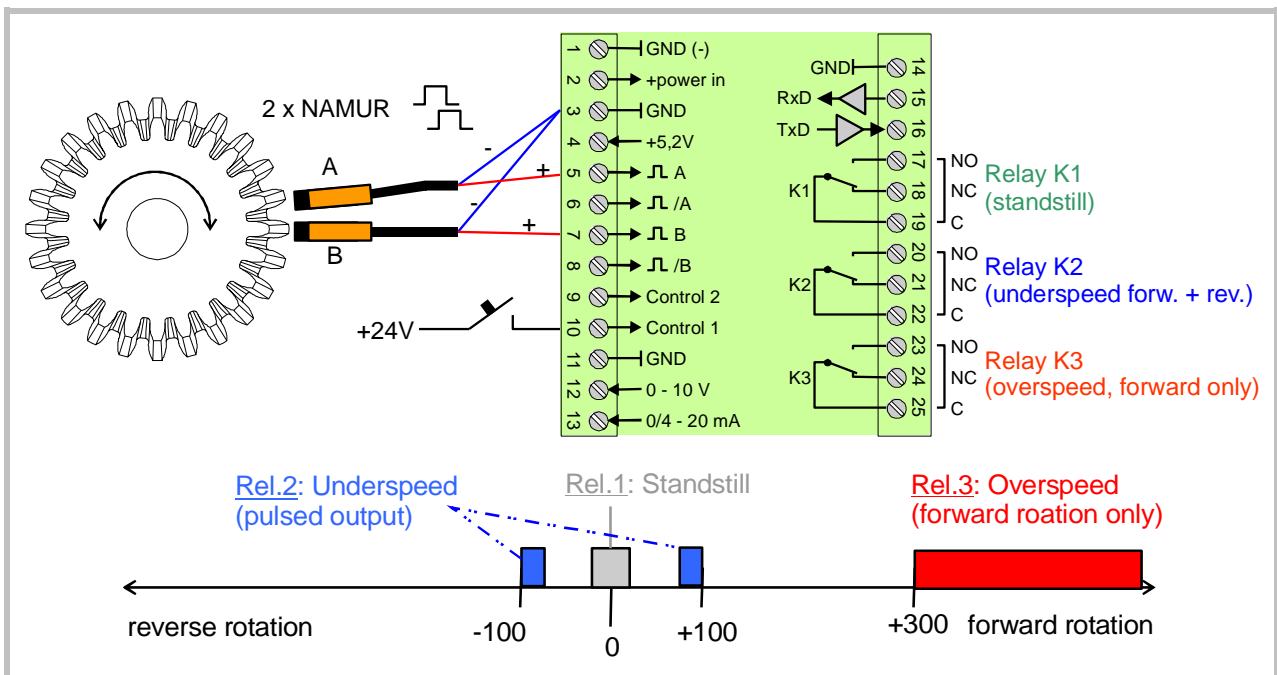 2 x NAMUR
A
B
-
+
-
+
+24V
1 GND (-)
2 +power in
3 GND
4 +5,2V
5 A
6 /A
7 B
8 /B
9 Control 2
10 Control 1
11 GND
12 0 - 10 V
13 0/4 - 20 mA
GND 14
RxD 15
TxD 16
17 NO
K1 18 NC
19 C
Relay K1
(standstill)
20 NO
K2 21 NC
22 C
Relay K2
(underspeed forw. + rev.)
23 NO
K3 24 NC
25 C
Relay K3
(overspeed, forward only)
Rel.2: Underspeed
(pulsed output)
Rel.1: Standstill
Rel.3: Overspeed
(forward roation only)
reverse rotation
-100
0
+100
+300
forward rotation